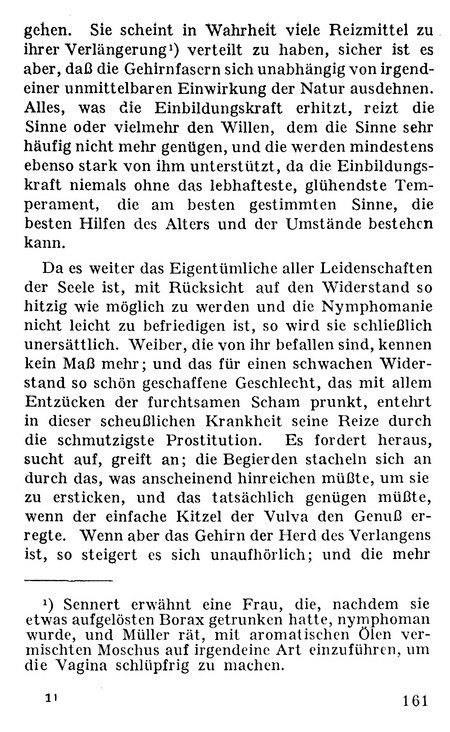 gehen. Sie scheint in Wahrheit viele Reizmittel zu
ihrer Verlängerung¹) verteilt zu haben, sicher ist es
aber, daß die Gehirnfasern sich unabhängig von irgend-
einer unmittelbaren Einwirkung der Natur ausdehnen.
Alles, was die Einbildungskraft erhitzt, reizt die
Sinne oder vielmehr den Willen, dem die Sinne sehr
häufig nicht mehr genügen, und die werden mindestens
ebenso stark von ihm unterstützt, da die Einbildungs-
kraft niemals ohne das lebhafteste, glühendste Tem-
perament, die am besten gestimmten Sinne, die
besten Hilfen des Alters und der Umstände bestehen
kann.
Da es weiter das Eigentümliche aller Leidenschaften
der Seele ist, mit Rücksicht auf den Widerstand so
hitzig wie möglich zu werden und die Nymphomanie
nicht leicht zu befriedigen ist, so wird sie schließlich
unersättlich. Weiber, die von ihr befallen sind, kennen
kein Maß mehr; und das für einen schwachen Wider-
stand so schön geschaffene Geschlecht, das mit allem
Entzücken der furchtsamen Scham prunkt, entehrt
in dieser scheußlichen Krankheit seine Reize durch
die schmutzigste Prostitution. Es fordert heraus,
sucht auf, greift an; die Begierden stacheln sich an
durch das, was anscheinend hinreichen müßte, um sie
zu ersticken, und das tatsächlich genügen müßte,
wenn der einfache Kitzel der Vulva den Genuß er-
regte. Wenn aber das Gehirn der Herd des Verlangens
ist, so steigert es sich unaufhörlich; und die mehr
¹) Sennert erwähnt eine Frau, die, nachdem sie
etwas aufgelösten Borax getrunken hatte, nymphoman
wurde, und Müller rät, mit aromatischen Ölen ver-
mischten Moschus auf irgendeine Art einzuführen, um
die Vagina schlüpfrig zu machen.
11
161